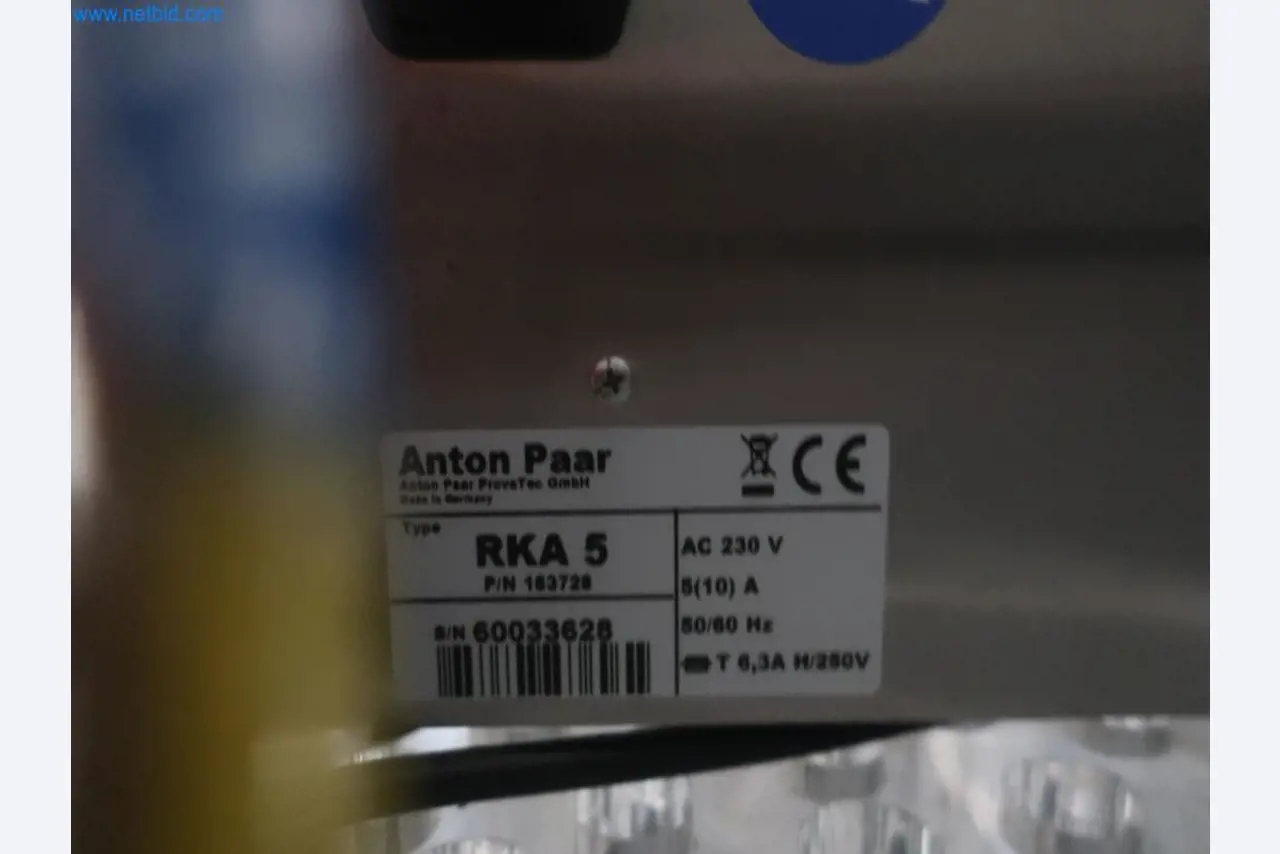 www.netbid.com
Anton Paar
Anton Paar ProveTec GmbH
Made in Germany
Type
RKA 5
P/N 163728
S/N 60033628
CE
AC 230 V
5(10) A
50/60 Hz
T 6,3A H/250V